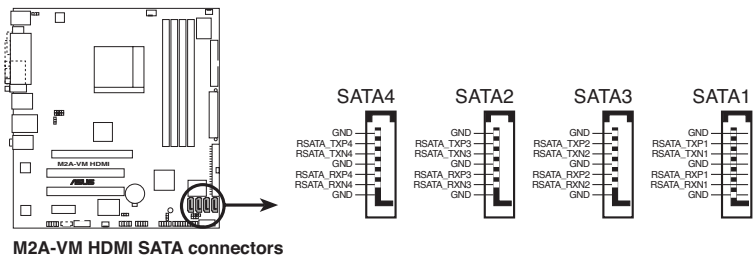 SATA4
GND
RSATA_TXP4
RSATA_TXN4
GND
RSATA_RXP4
RSATA_RXN4
GND
SATA2
GND
RSATA_TXP3
RSATA_TXN3
GND
RSATA_RXP3
RSATA_RXN3
GND
SATA3
GND
RSATA_TXP2
RSATA_TXN2
GND
RSATA_RXP2
RSATA_RXN2
GND
SATA1
GND
RSATA_TXP1
RSATA_TXN1
GND
RSATA_RXP1
RSATA_RXN1
GND
M2A-VM HDMI
ASUS
M2A-VM HDMI SATA connectors